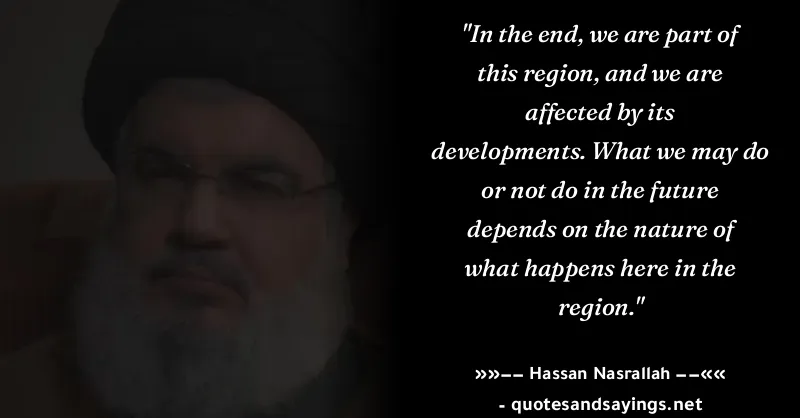 "In the end, we are part of
this region, and we are
affected by its
developments. What we may do
or not do in the future
depends on the nature of
what happens here in the
region."
»»−− Hassan Nasrallah −−««
- quotesandsayings.net